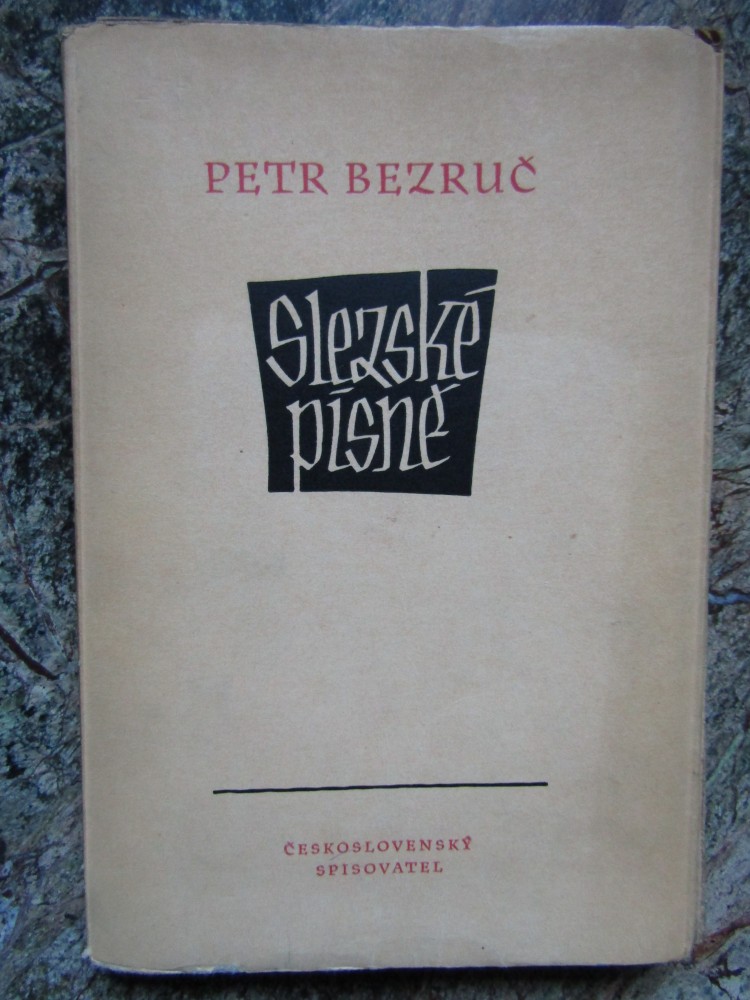 PETR BEZRUČ
Slezské
písně
ČESKOSLOVENSKÝ
SPISOVATEL